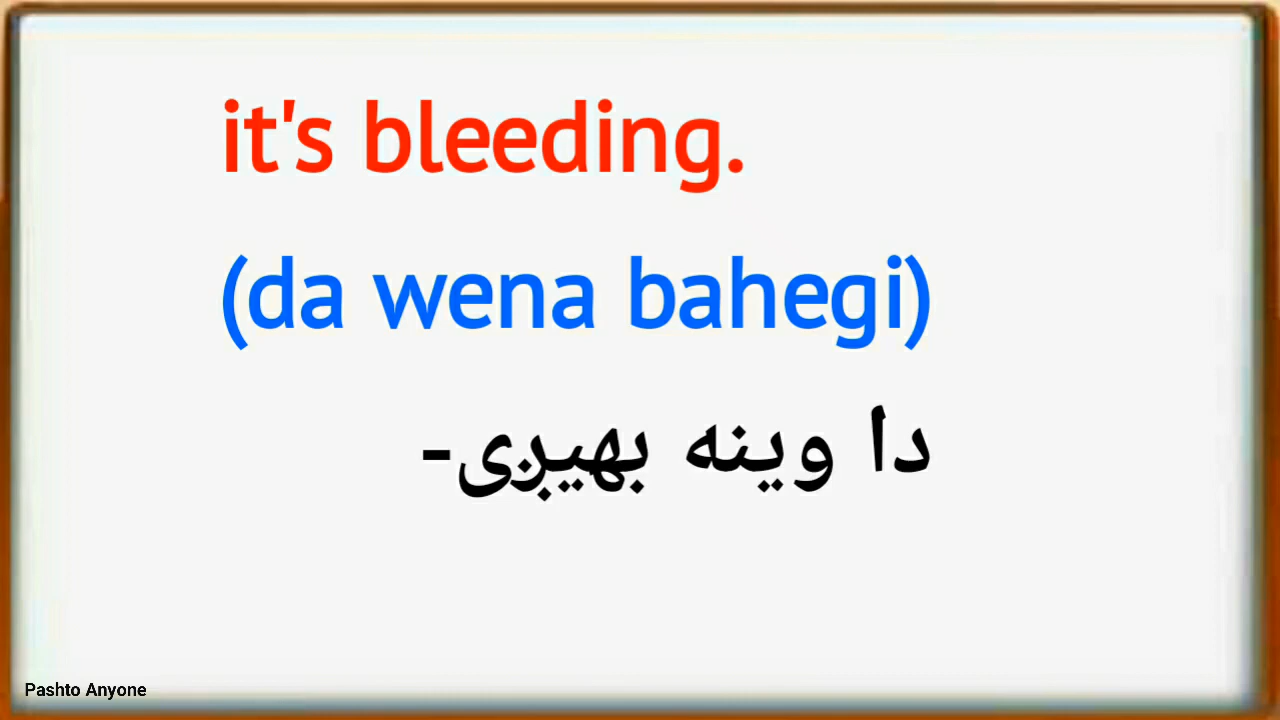 it's bleeding.
(da wena bahegi)
دا وینه بهیږی-
Pashto Anyone